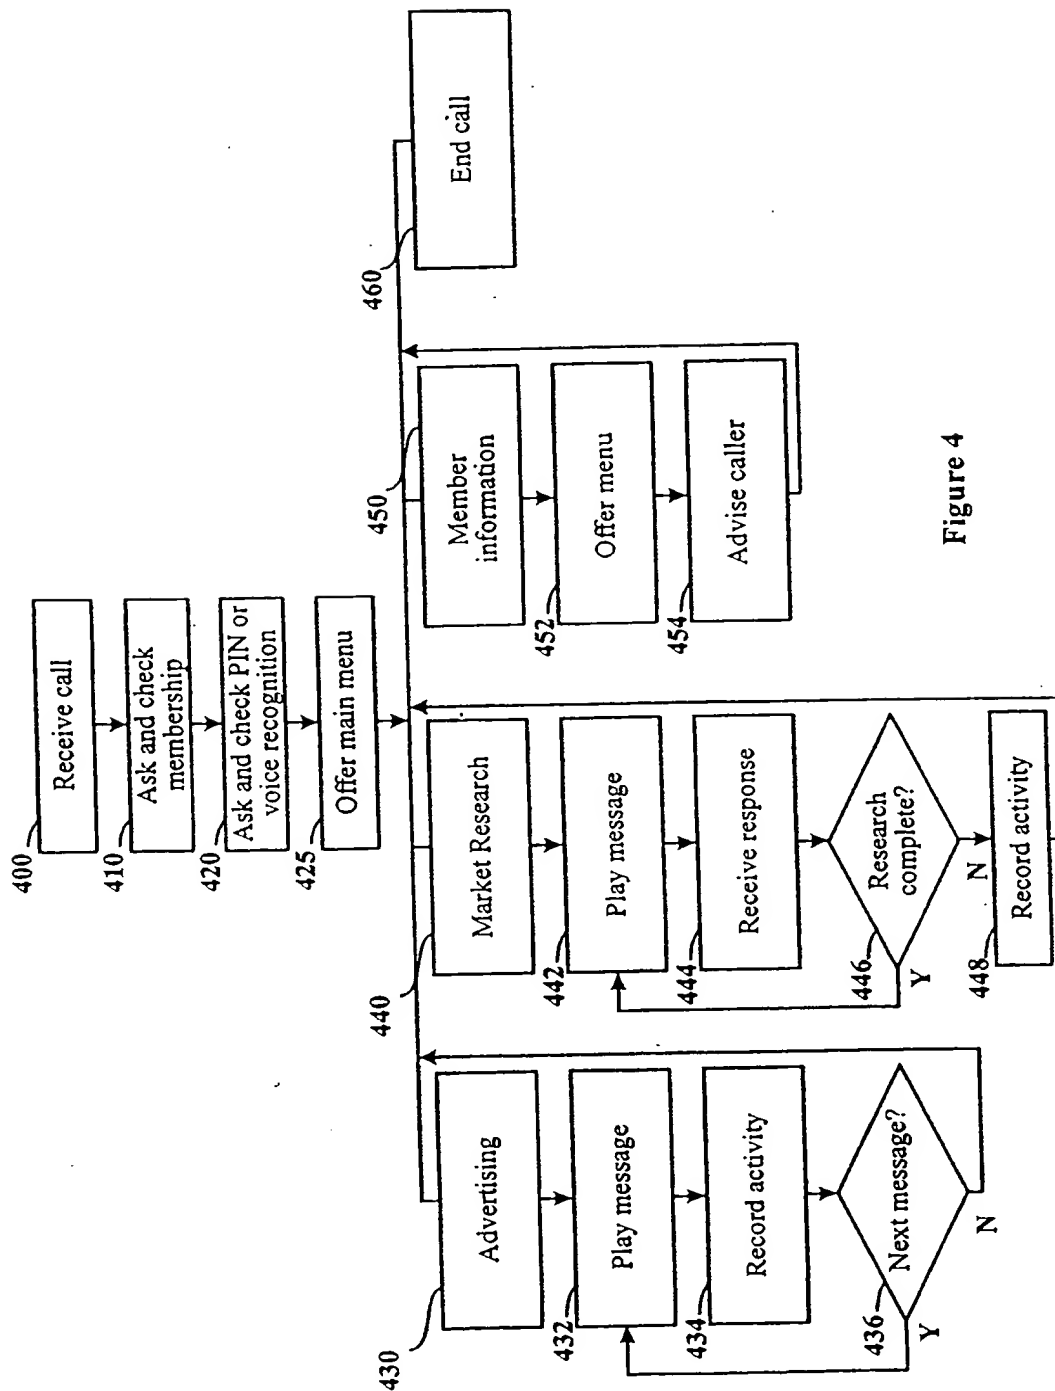 400
Receive call
410
Ask and check
membership
420
Ask and check PIN or
voice recognition
425
Offer main menu
430
Advertising
432
Play message
434
Record activity
436
Next message?
Y
N
440
Market Research
442
Play message
444
Receive response
446
Research
complete?
Y
N
448
Record activity
450
Member
information
452
Offer menu
454
Advise caller
460
End call
Figure 4